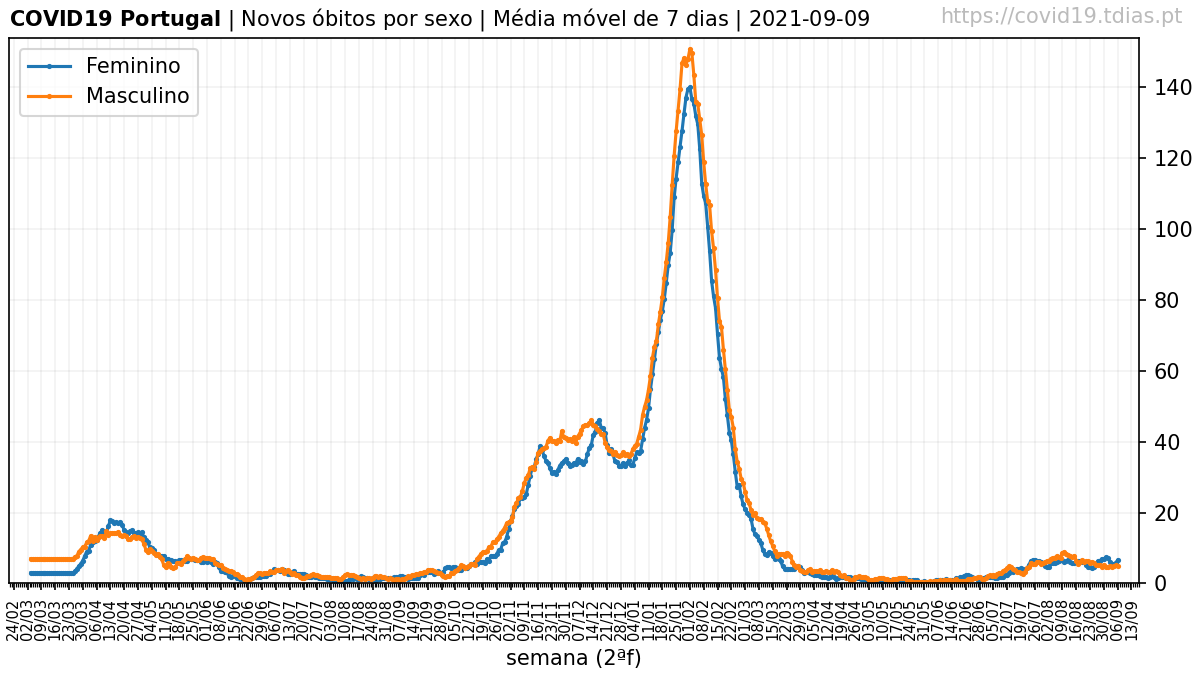 COVID19 Portugal | Novos óbitos por sexo | Média móvel de 7 dias | 2021-09-09
https://covid19.tdias.pt
Feminino
Masculino
140
120
100
80
60
40
20
0
24/02 02/03 09/03 16/03 23/03 30/03 06/04 13/04 20/04 27/04 04/05 11/05 18/05 25/05 01/06 08/06 15/06 22/06 29/06 06/07 13/07 20/07 27/07 03/08 10/08 17/08 24/08 31/08 07/09 14/09 21/09 28/09 05/10 12/10 19/10 26/10 02/11 09/11 16/11 23/11 30/11 07/12 14/12 21/12 28/12 04/01 11/01 18/01 25/01 01/02 08/02 15/02 22/02 01/03 08/03 15/03 22/03 29/03 05/04 12/04 19/04 26/04 03/05 10/05 17/05 24/05 31/05 07/06 14/06 21/06 28/06 05/07 12/07 19/07 26/07 02/08 09/08 16/08 23/08 30/08 06/09 13/09
semana (2ªf)